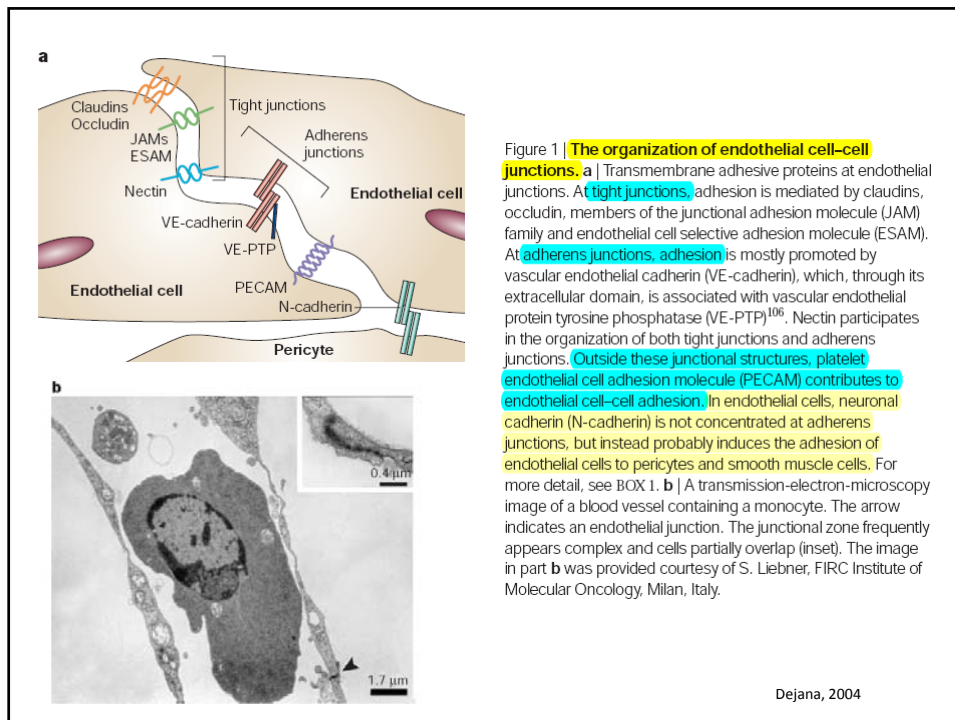 a
Claudins
Occludin
JAMs
ESAM
Nectin
Tight junctions
Adherens
junctions
Endothelial cell
VE-cadherin
VE-PTP
PECAM
N-cadherin
Endothelial cell
Pericyte
b
0.4 μm
1.7 μm
Figure 1 | The organization of endothelial cell–cell
junctions. a | Transmembrane adhesive proteins at endothelial
junctions. At tight junctions, adhesion is mediated by claudins,
occludin, members of the junctional adhesion molecule (JAM)
family and endothelial cell selective adhesion molecule (ESAM).
At adherens junctions, adhesion is mostly promoted by
vascular endothelial cadherin (VE-cadherin), which, through its
extracellular domain, is associated with vascular endothelial
protein tyrosine phosphatase (VE-PTP)106. Nectin participates
in the organization of both tight junctions and adherens
junctions. Outside these junctional structures, platelet
endothelial cell adhesion molecule (PECAM) contributes to
endothelial cell–cell adhesion. In endothelial cells, neuronal
cadherin (N-cadherin) is not concentrated at adherens
junctions, but instead probably induces the adhesion of
endothelial cells to pericytes and smooth muscle cells. For
more detail, see BOX 1. b | A transmission-electron-microscopy
image of a blood vessel containing a monocyte. The arrow
indicates an endothelial junction. The junctional zone frequently
appears complex and cells partially overlap (inset). The image
in part b was provided courtesy of S. Liebner, FIRC Institute of
Molecular Oncology, Milan, Italy.
Dejana, 2004